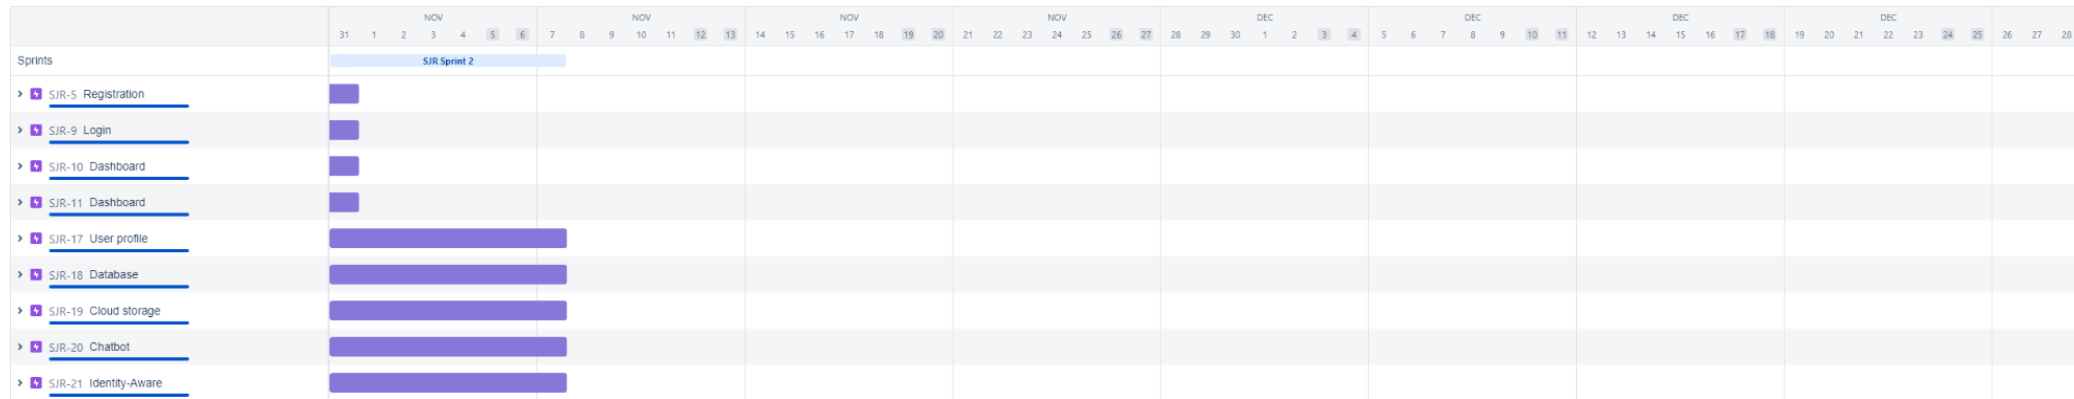 NOV NOV NOV NOV DEC DEC DEC DEC
31 1 2 3 4 5 6 7 8 9 10 11 12 13 14 15 16 17 18 19 20 21 22 23 24 25 26 27 28 29 30 1 2 3 4 5 6 7 8 9 10 11 12 13 14 15 16 17 18 19 20 21 22 23 24 25 26 27 28
Sprints SJR Sprint 2
SJR-5 Registration
SJR-9 Login
SJR-10 Dashboard
SJR-11 Dashboard
SJR-17 User profile
SJR-18 Database
SJR-19 Cloud storage
SJR-20 Chatbot
SJR-21 Identity-Aware